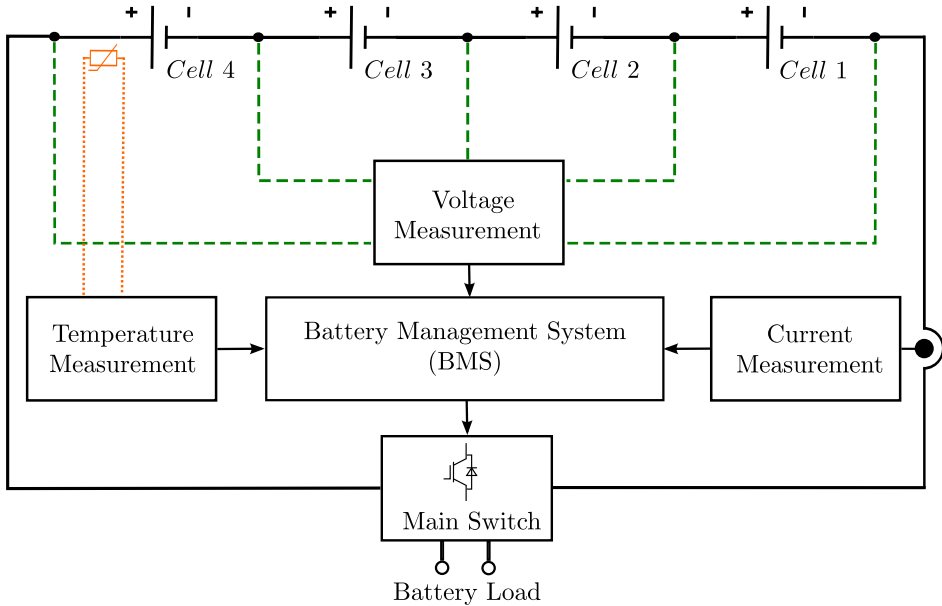 + - + - + - + -
Cell 4 Cell 3 Cell 2 Cell 1
Voltage
Measurement
Temperature
Measurement
Battery Management System
(BMS)
Current
Measurement
Main Switch
Battery Load